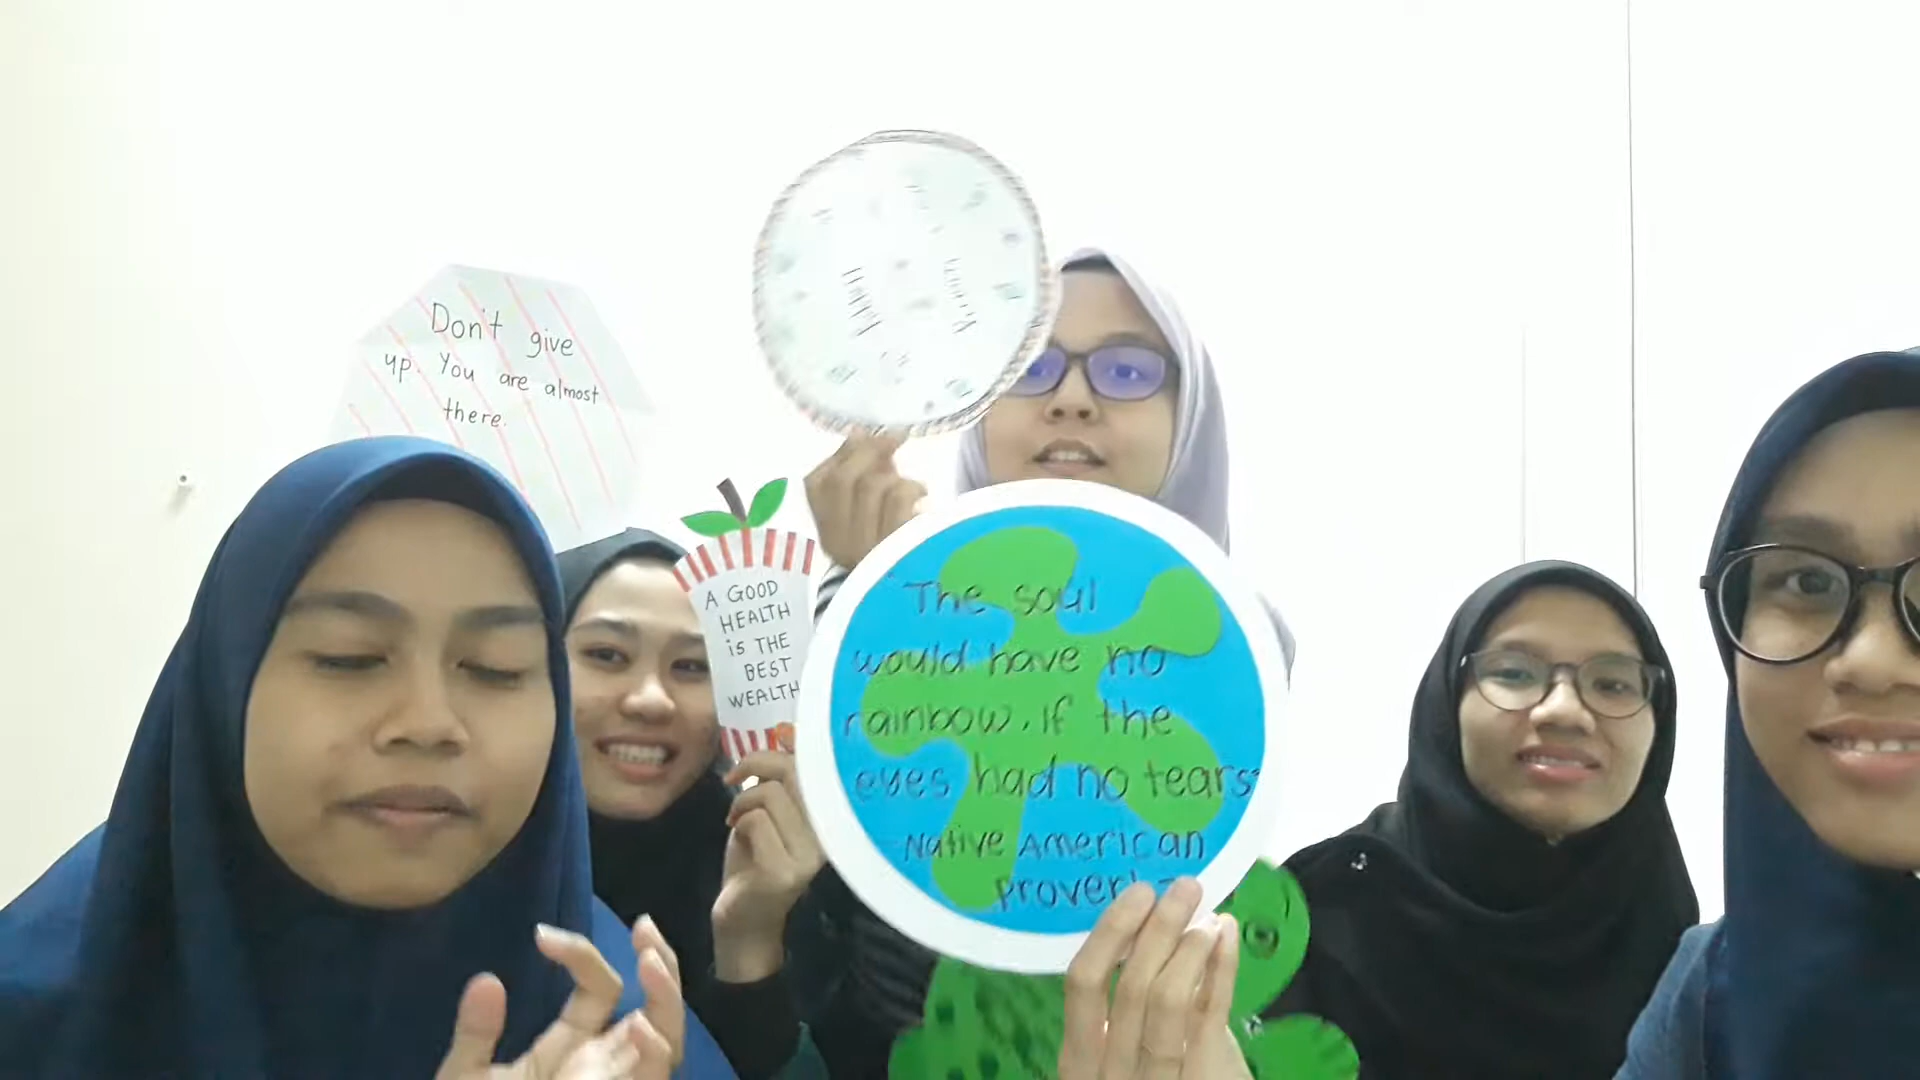 Don't give
up. You are almost
there.
A GOOD
HEALTH
iS THE
BEST
WEALTH
"The soul
would have no
rainbow. If the
eyes had no tears"
Native American